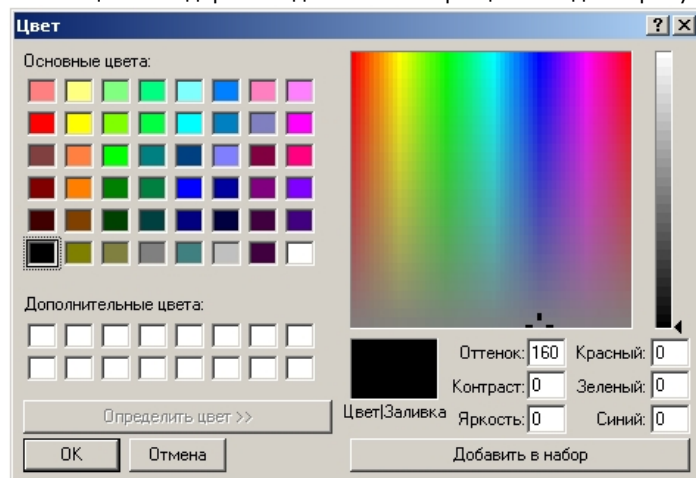 Цвет
Основные цвета:
Дополнительные цвета:
Определить цвет >>
OK
Отмена
Цвет|Заливка
Оттенок: 160
Контраст: 0
Яркость: 0
Красный: 0
Зеленый: 0
Синий: 0
Добавить в набор